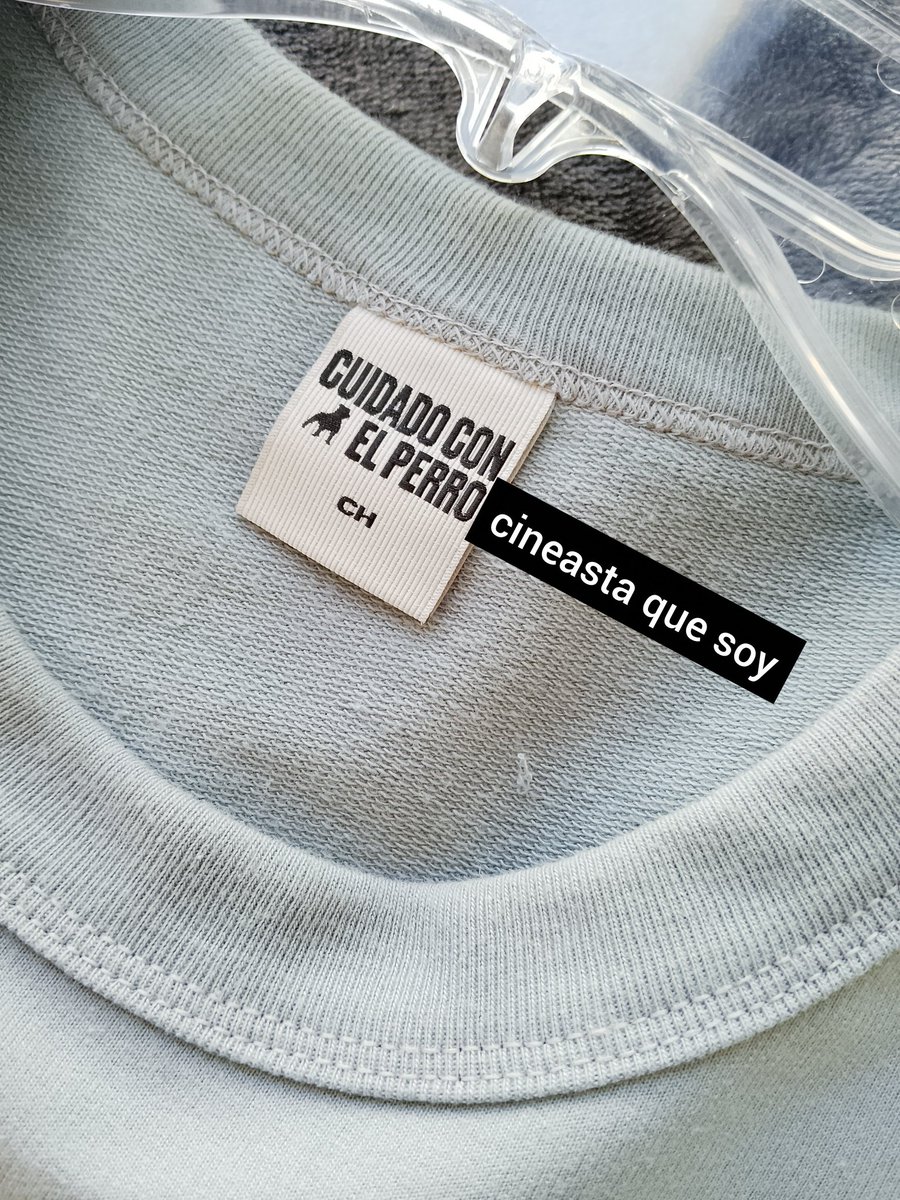 CUIDADO CON
EL PERRO
CH
cineasta que soy